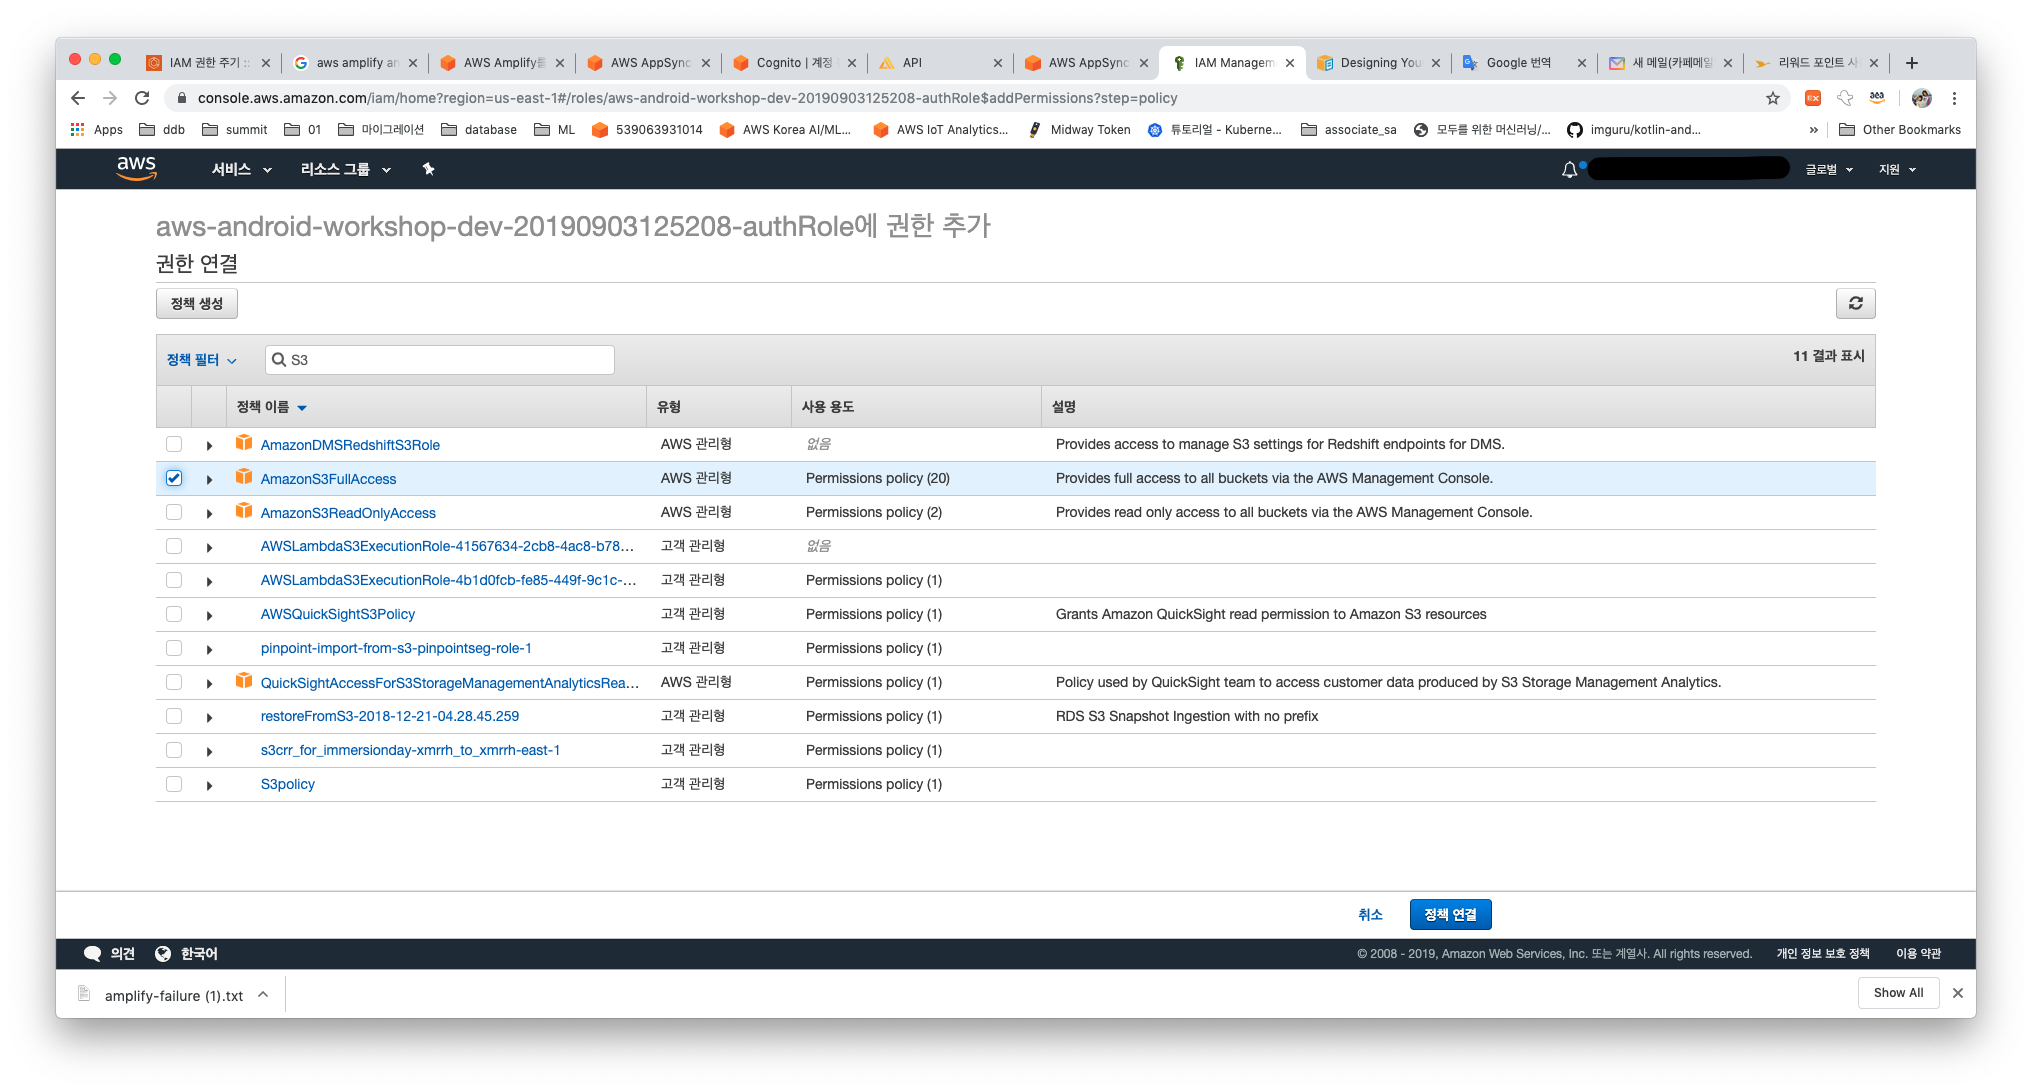 IAM 권한 주기 ::
aws amplify an
AWS Amplify를
AWS AppSync
Cognito | 계정
API
AWS AppSync
IAM Managem
Designing You
Google 번역
새 메일(카페메일
리워드 포인트 시
console.aws.amazon.com/iam/home?region=us-east-1#/roles/aws-android-workshop-dev-20190903125208-authRole$addPermissions?step=policy
Apps ddb summit 01 마이그레이션 database ML 539063931014 AWS Korea AI/ML... AWS IoT Analytics... Midway Token 튜토리얼 - Kuberne... associate_sa 모두를 위한 머신러닝/... imguru/kotlin-and... » Other Bookmarks
aws 서비스 리소스 그룹 글로벌 지원
aws-android-workshop-dev-20190903125208-authRole에 권한 추가
권한 연결
정책 생성
정책 필터 S3 11 결과 표시
정책 이름 유형 사용 용도 설명
AmazonDMSRedshiftS3Role AWS 관리형 없음 Provides access to manage S3 settings for Redshift endpoints for DMS.
AmazonS3FullAccess AWS 관리형 Permissions policy (20) Provides full access to all buckets via the AWS Management Console.
AmazonS3ReadOnlyAccess AWS 관리형 Permissions policy (2) Provides read only access to all buckets via the AWS Management Console.
AWSLambdaS3ExecutionRole-41567634-2cb8-4ac8-b78... 고객 관리형 없음
AWSLambdaS3ExecutionRole-4b1d0fcb-fe85-449f-9c1c-... 고객 관리형 Permissions policy (1)
AWSQuickSightS3Policy 고객 관리형 Permissions policy (1) Grants Amazon QuickSight read permission to Amazon S3 resources
pinpoint-import-from-s3-pinpointseg-role-1 고객 관리형 Permissions policy (1)
QuickSightAccessForS3StorageManagementAnalyticsRea... AWS 관리형 Permissions policy (1) Policy used by QuickSight team to access customer data produced by S3 Storage Management Analytics.
restoreFromS3-2018-12-21-04.28.45.259 고객 관리형 Permissions policy (1) RDS S3 Snapshot Ingestion with no prefix
s3crr_for_immersionday-xmrrh_to_xmrrh-east-1 고객 관리형 Permissions policy (1)
S3policy 고객 관리형 Permissions policy (1)
취소 정책 연결
의견 한국어 © 2008 - 2019, Amazon Web Services, Inc. 또는 계열사. All rights reserved. 개인 정보 보호 정책 이용 약관
amplify-failure (1).txt Show All